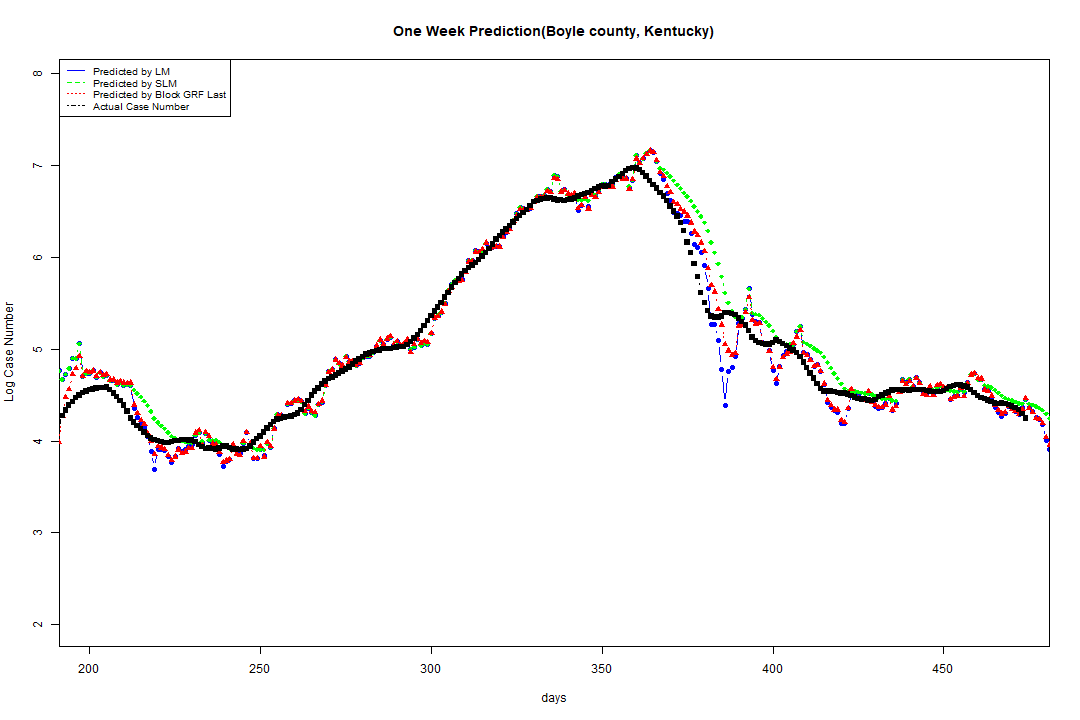 One Week Prediction(Boyle county, Kentucky)
Predicted by LM
Predicted by SLM
Predicted by Block GRF Last
Actual Case Number
8
7
6
5
4
3
2
Log Case Number
200 250 300 350 400 450
days